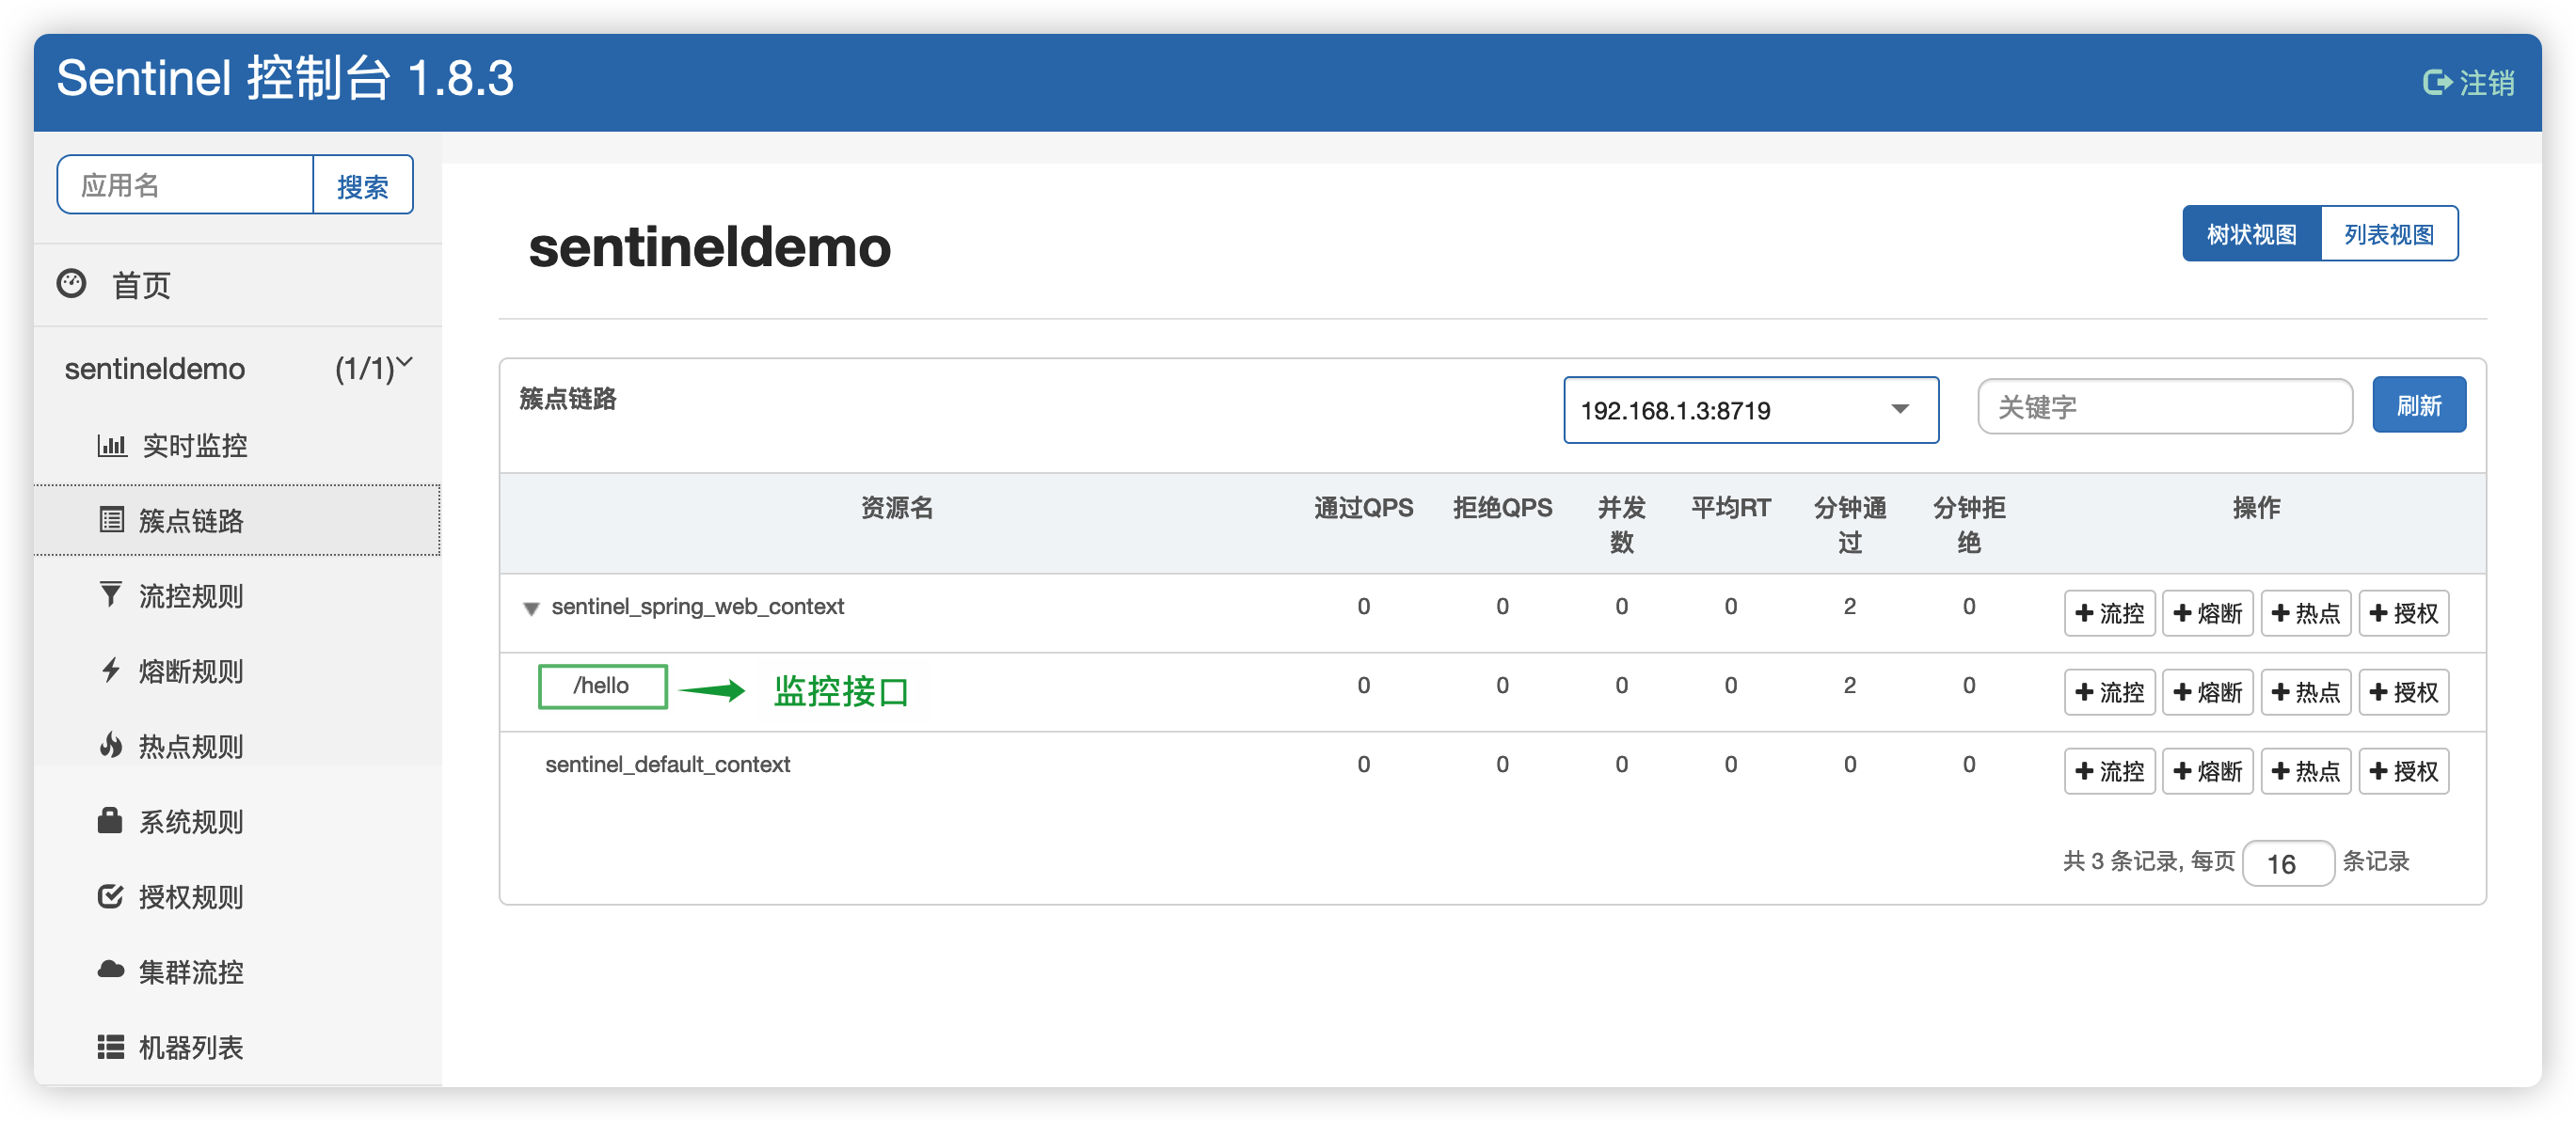 Sentinel 控制台 1.8.3
注销
应用名
搜索
首页
sentineldemo (1/1)
实时监控
簇点链路
流控规则
熔断规则
热点规则
系统规则
授权规则
集群流控
机器列表
sentineldemo
树状视图 列表视图
簇点链路
192.168.1.3:8719
关键字
刷新
资源名 通过QPS 拒绝QPS 并发数 平均RT 分钟通过 分钟拒绝 操作
sentinel_spring_web_context 0 0 0 0 2 0 流控 熔断 热点 授权
/hello 监控接口 0 0 0 0 2 0 流控 熔断 热点 授权
sentinel_default_context 0 0 0 0 0 0 流控 熔断 热点 授权
共 3 条记录, 每页 16 条记录